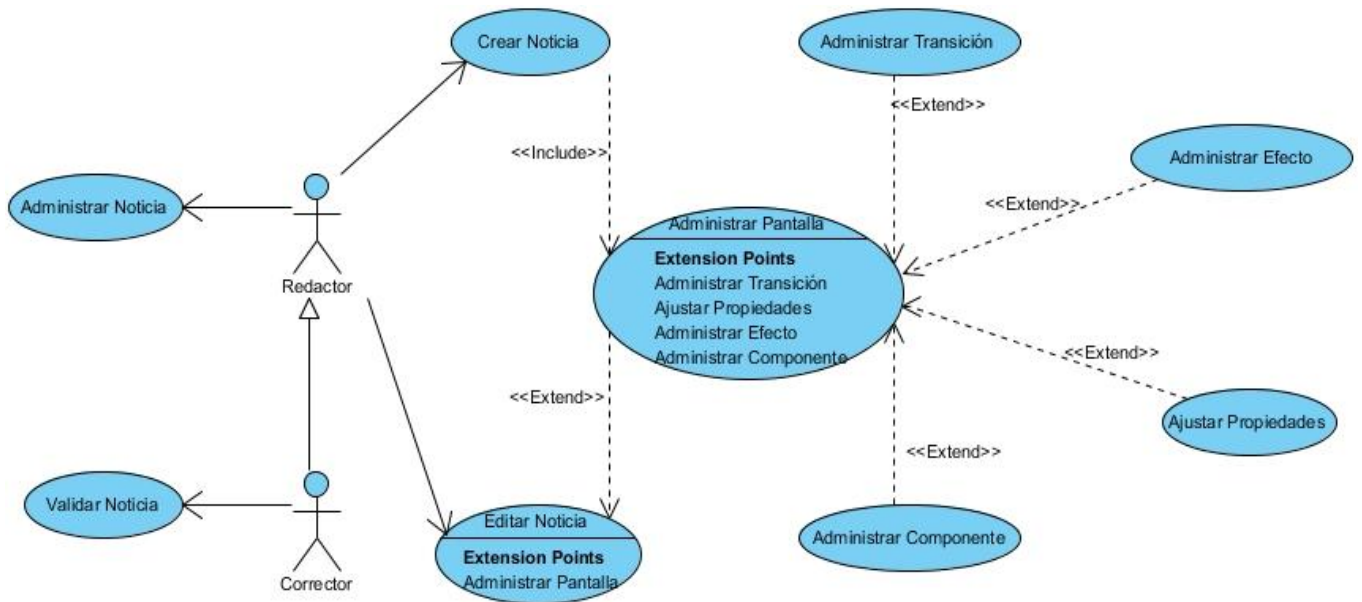 Crear Noticia
Administrar Transición
<<Extend>>
<<Include>>
Administrar Efecto
Administrar Noticia
<<Extend>>
Administrar Pantalla
Extension Points
Administrar Transición
Ajustar Propiedades
Administrar Efecto
Administrar Componente
Redactor
<<Extend>>
<<Extend>>
Ajustar Propiedades
<<Extend>>
Validar Noticia
Editar Noticia
Extension Points
Administrar Pantalla
Administrar Componente
Corrector